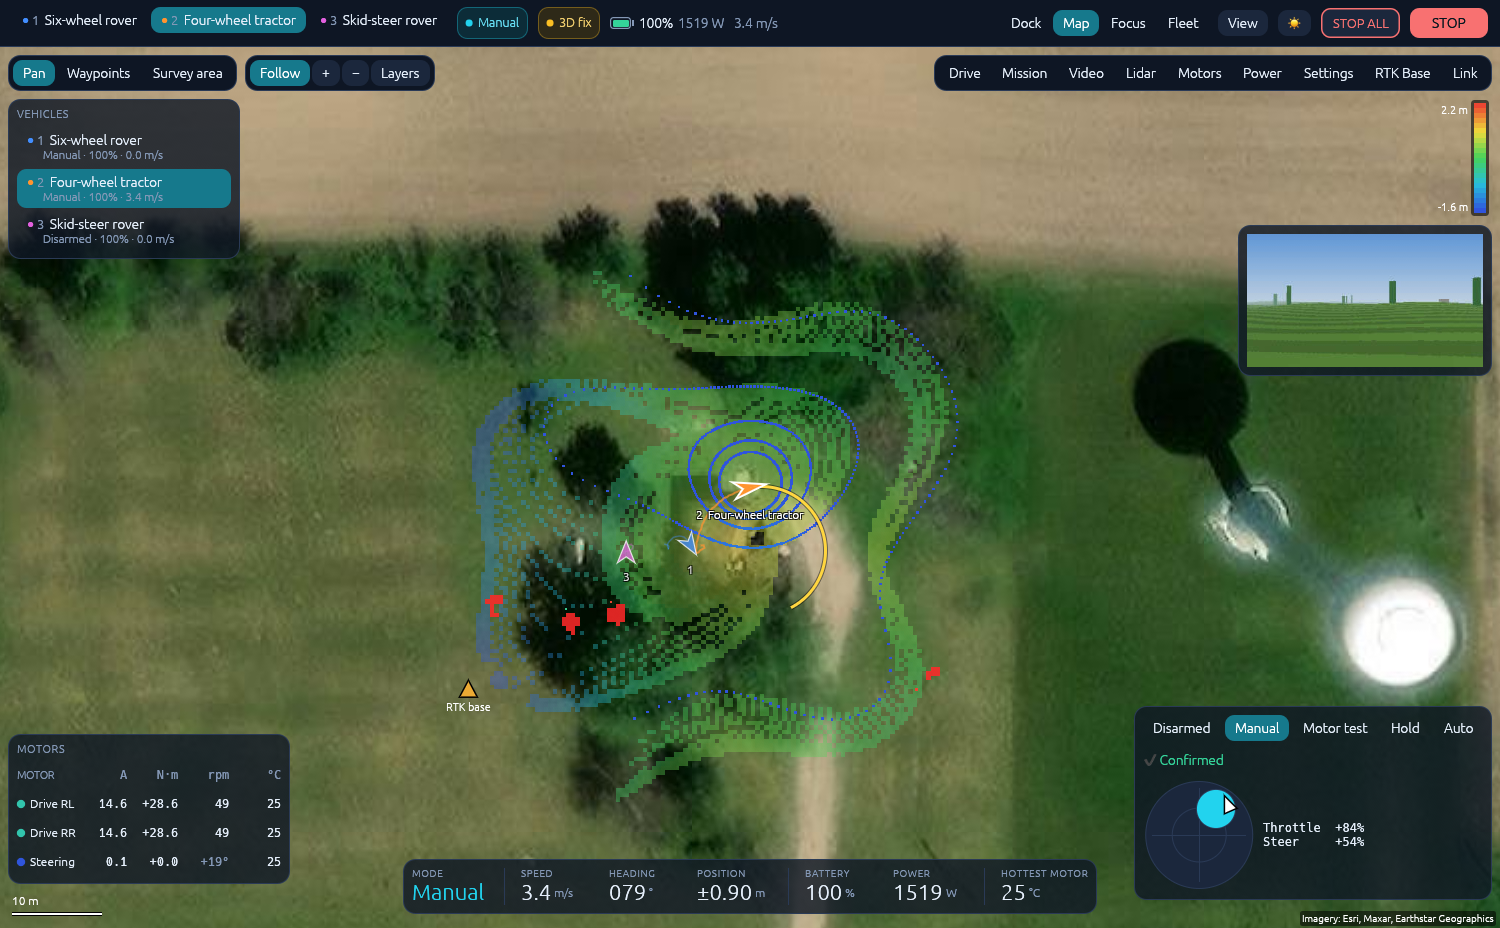 1 Six-wheel rover
2 Four-wheel tractor
3 Skid-steer rover
Manual
3D fix
100% 1519 W 3.4 m/s
Dock Map Focus Fleet View
STOP ALL
STOP
Pan Waypoints Survey area
Follow + − Layers
Drive Mission Video Lidar Motors Power Settings RTK Base Link
VEHICLES
1 Six-wheel rover
Manual · 100% · 0.0 m/s
2 Four-wheel tractor
Manual · 100% · 3.4 m/s
3 Skid-steer rover
Disarmed · 100% · 0.0 m/s
2.2 m
-1.6 m
2 Four-wheel tractor
1
3
RTK base
MOTORS
MOTOR A N·m rpm °C
Drive RL 14.6 +28.6 49 25
Drive RR 14.6 +28.6 49 25
Steering 0.1 +0.0 +19° 25
10 m
Disarmed Manual Motor test Hold Auto
✓ Confirmed
Throttle +84%
Steer +54%
MODE SPEED HEADING POSITION BATTERY POWER HOTTEST MOTOR
Manual 3.4 m/s 079 ° ±0.90 m 100 % 1519 W 25 °C
Imagery: Esri, Maxar, Earthstar Geographics